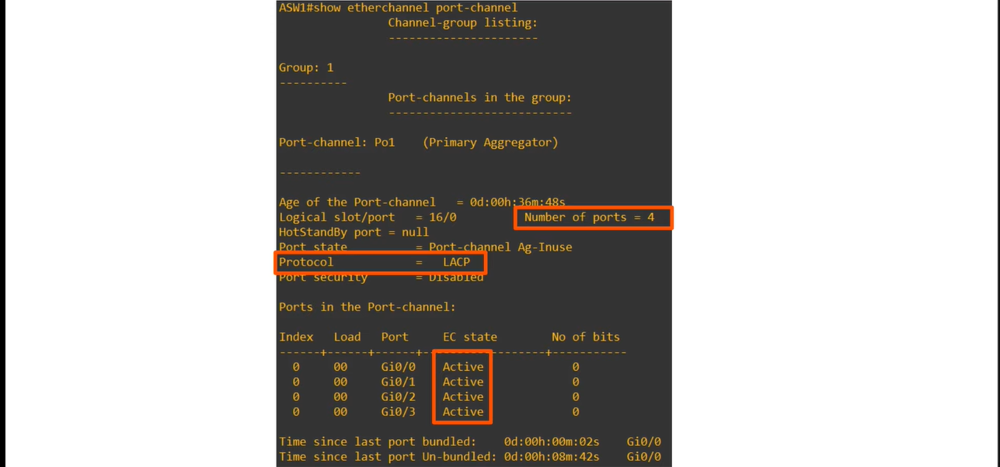 ASW1#show etherchannel port-channel
Channel-group listing:
----------------------
Group: 1
----------
Port-channels in the group:
---------------------------
Port-channel: Po1    (Primary Aggregator)
------------
Age of the Port-channel   = 0d:00h:36m:48s
Logical slot/port   = 16/0          Number of ports = 4
HotStandBy port = null
Port state          = Port-channel Ag-Inuse
Protocol            =   LACP
Port security       = Disabled
Ports in the Port-channel:
Index   Load   Port     EC state        No of bits
------+------+------+------------------+-----------
0     00     Gi0/0    Active             0
0     00     Gi0/1    Active             0
0     00     Gi0/2    Active             0
0     00     Gi0/3    Active             0
Time since last port bundled:    0d:00h:00m:02s    Gi0/0
Time since last port Un-bundled: 0d:00h:08m:42s    Gi0/0